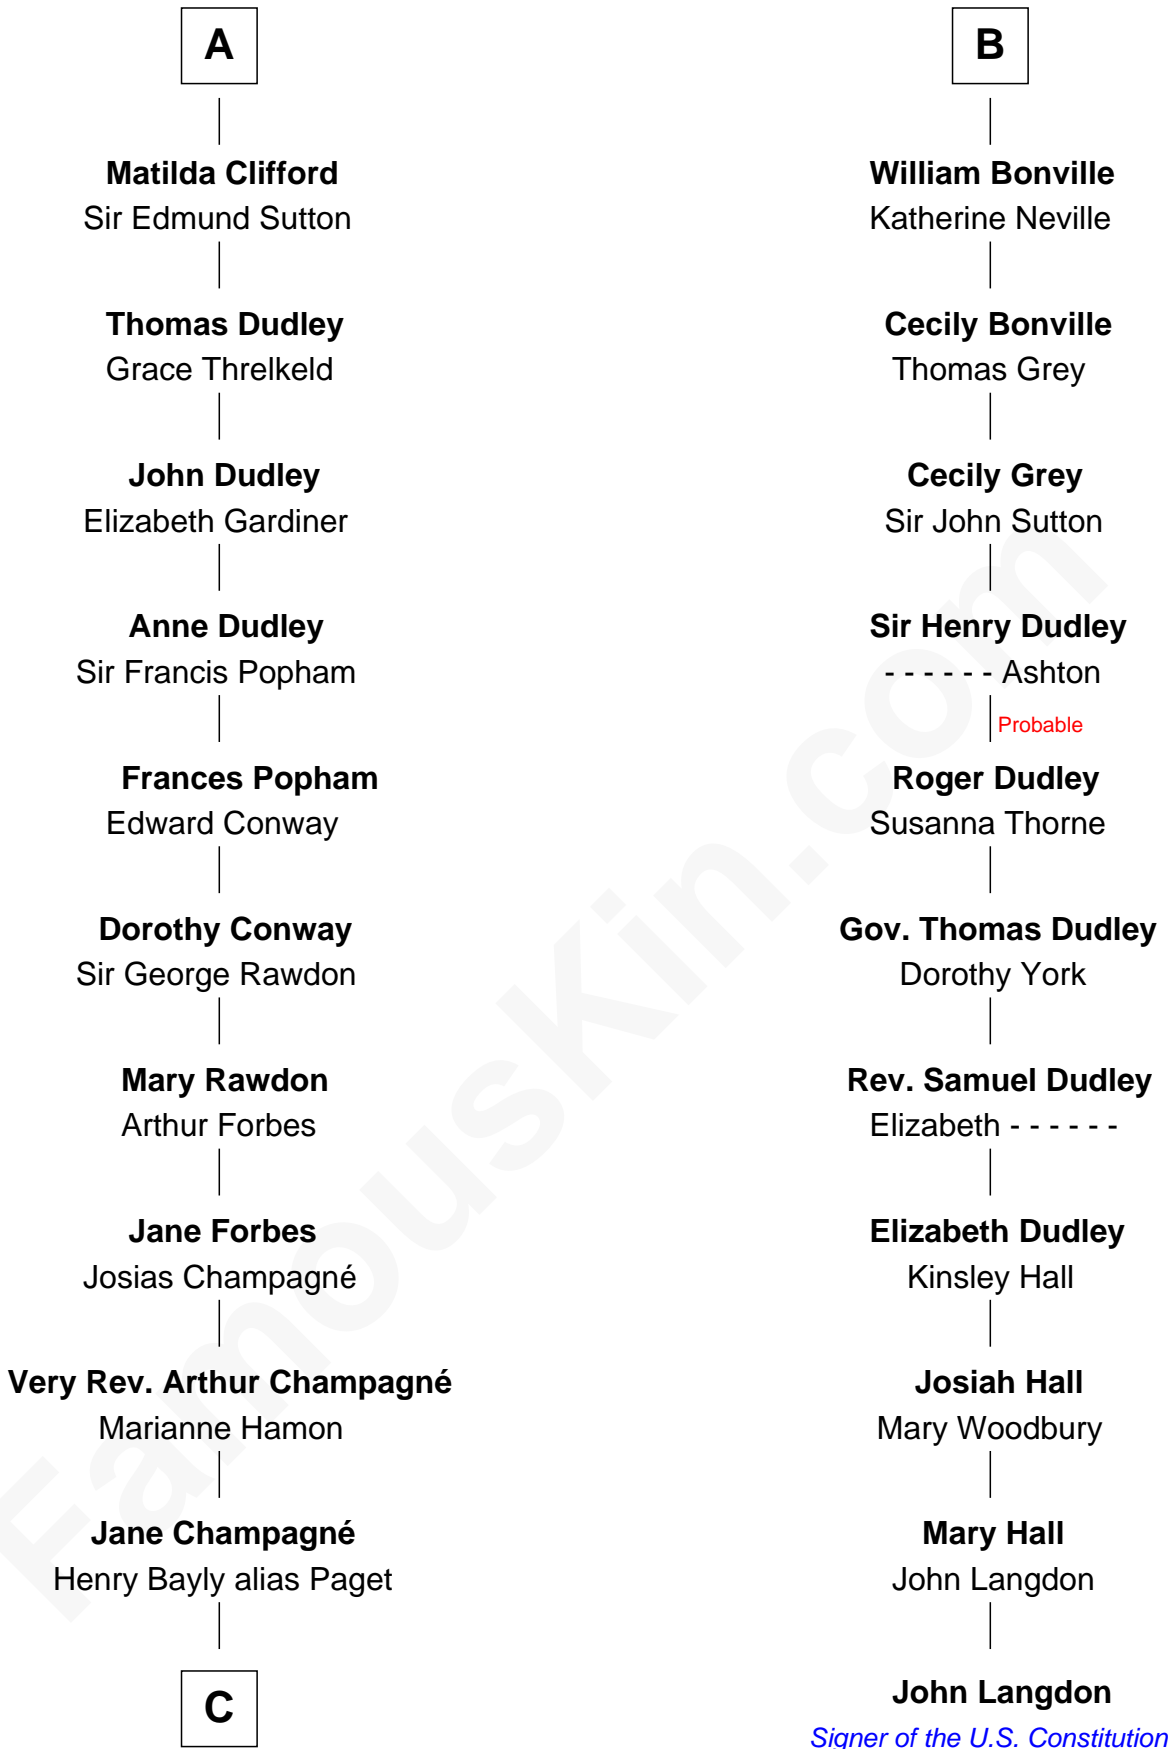 A
Matilda Clifford
Sir Edmund Sutton
Thomas Dudley
Grace Threlkeld
John Dudley
Elizabeth Gardiner
Anne Dudley
Sir Francis Popham
Frances Popham
Edward Conway
Dorothy Conway
Sir George Rawdon
Mary Rawdon
Arthur Forbes
Jane Forbes
Josias Champagné
Very Rev. Arthur Champagné
Marianne Hamon
Jane Champagné
Henry Bayly alias Paget
C
B
William Bonville
Katherine Neville
Cecily Bonville
Thomas Grey
Cecily Grey
Sir John Sutton
Sir Henry Dudley
- - - - - - Ashton
Probable
Roger Dudley
Susanna Thorne
Gov. Thomas Dudley
Dorothy York
Rev. Samuel Dudley
Elizabeth - - - - - -
Elizabeth Dudley
Kinsley Hall
Josiah Hall
Mary Woodbury
Mary Hall
John Langdon
John Langdon
Signer of the U.S. Constitution
FamousKin.com